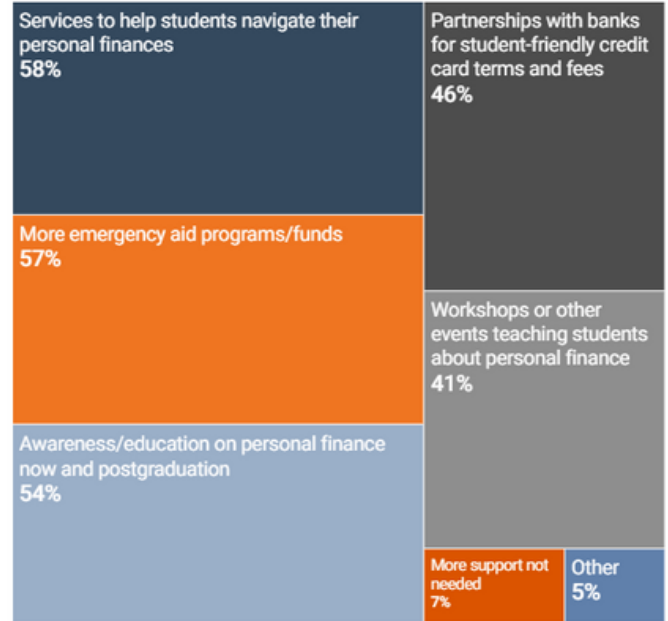 Services to help students navigate their
personal finances
58%
More emergency aid programs/funds
57%
Awareness/education on personal finance
now and postgraduation
54%
Partnerships with banks
for student-friendly credit
card terms and fees
46%
Workshops or other
events teaching students
about personal finance
41%
More support not
needed
7%
Other
5%